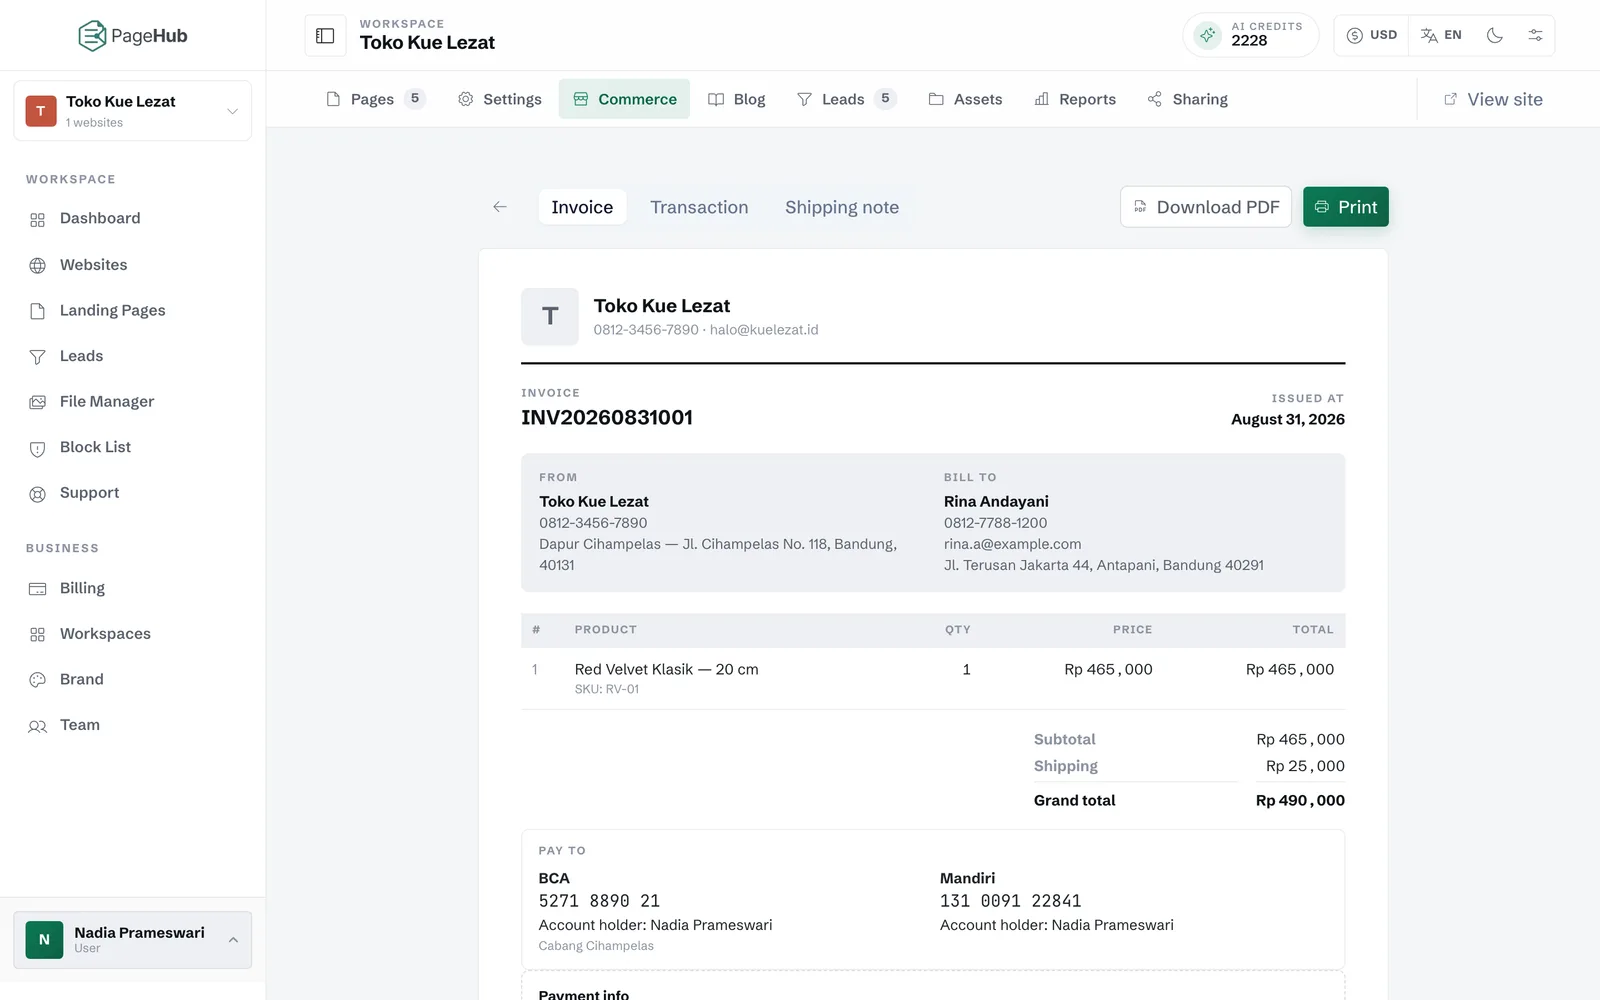 PageHub
WORKSPACE
Toko Kue Lezat
AI CREDITS
2228
USD
EN
T
Toko Kue Lezat
1 websites
Pages 5
Settings
Commerce
Blog
Leads 5
Assets
Reports
Sharing
View site
WORKSPACE
Dashboard
Websites
Landing Pages
Leads
File Manager
Block List
Support
BUSINESS
Billing
Workspaces
Brand
Team
N
Nadia Prameswari
User
Invoice
Transaction
Shipping note
Download PDF
Print
T
Toko Kue Lezat
0812-3456-7890 · halo@kuelezat.id
INVOICE
INV20260831001
ISSUED AT
August 31, 2026
FROM
Toko Kue Lezat
0812-3456-7890
Dapur Cihampelas — Jl. Cihampelas No. 118, Bandung,
40131
BILL TO
Rina Andayani
0812-7788-1200
rina.a@example.com
Jl. Terusan Jakarta 44, Antapani, Bandung 40291
# PRODUCT QTY PRICE TOTAL
1 Red Velvet Klasik — 20 cm 1 Rp 465,000 Rp 465,000
SKU: RV-01
Subtotal Rp 465,000
Shipping Rp 25,000
Grand total Rp 490,000
PAY TO
BCA
5271 8890 21
Account holder: Nadia Prameswari
Cabang Cihampelas
Mandiri
131 0091 22841
Account holder: Nadia Prameswari
Payment info